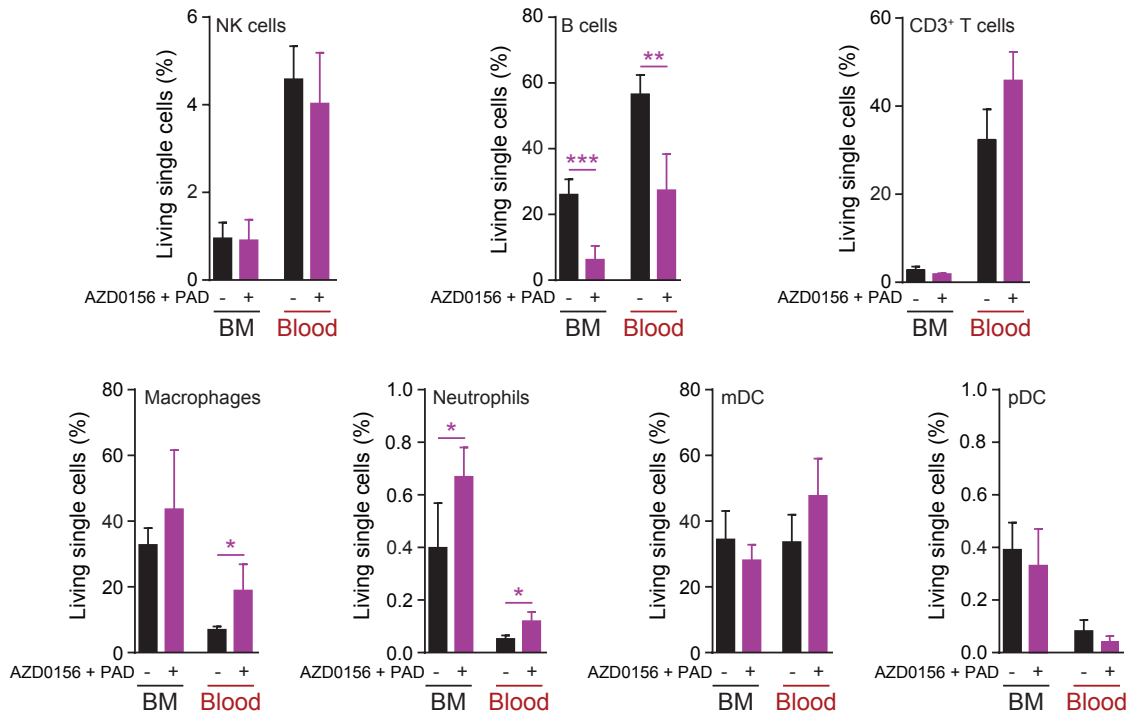 NK cells
Living single cells (%)
6
4
2
0
AZD0156 + PAD - + - +
BM Blood
B cells
Living single cells (%)
80
60
40
20
0
*** **
AZD0156 + PAD - + - +
BM Blood
CD3⁺ T cells
Living single cells (%)
60
40
20
0
AZD0156 + PAD - + - +
BM Blood
Macrophages
Living single cells (%)
80
60
40
20
0
*
AZD0156 + PAD - + - +
BM Blood
Neutrophils
Living single cells (%)
1.0
0.8
0.6
0.4
0.2
0.0
* *
AZD0156 + PAD - + - +
BM Blood
mDC
Living single cells (%)
80
60
40
20
0
AZD0156 + PAD - + - +
BM Blood
pDC
Living single cells (%)
1.0
0.8
0.6
0.4
0.2
0.0
AZD0156 + PAD - + - +
BM Blood